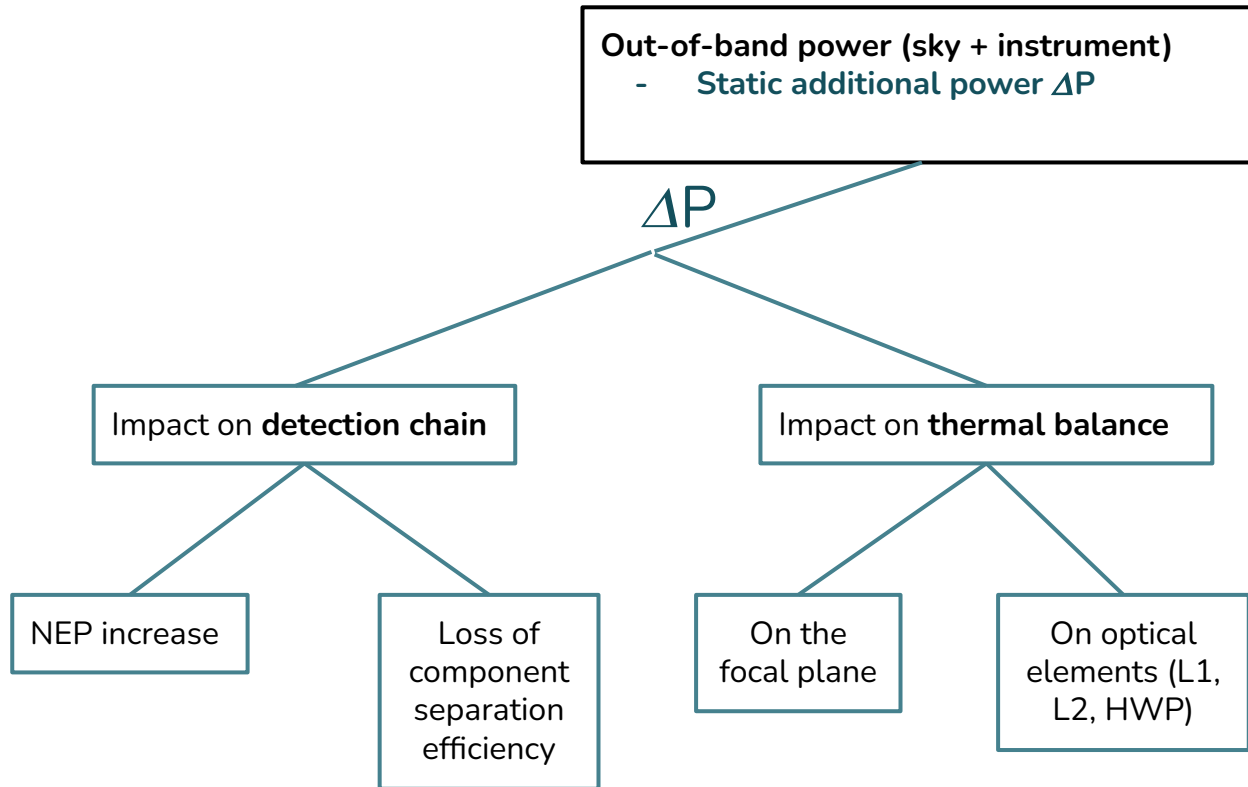 Out-of-band power (sky + instrument)
- Static additional power ΔP
ΔP
Impact on detection chain
Impact on thermal balance
NEP increase
Loss of
component
separation
efficiency
On the
focal plane
On optical
elements (L1,
L2, HWP)